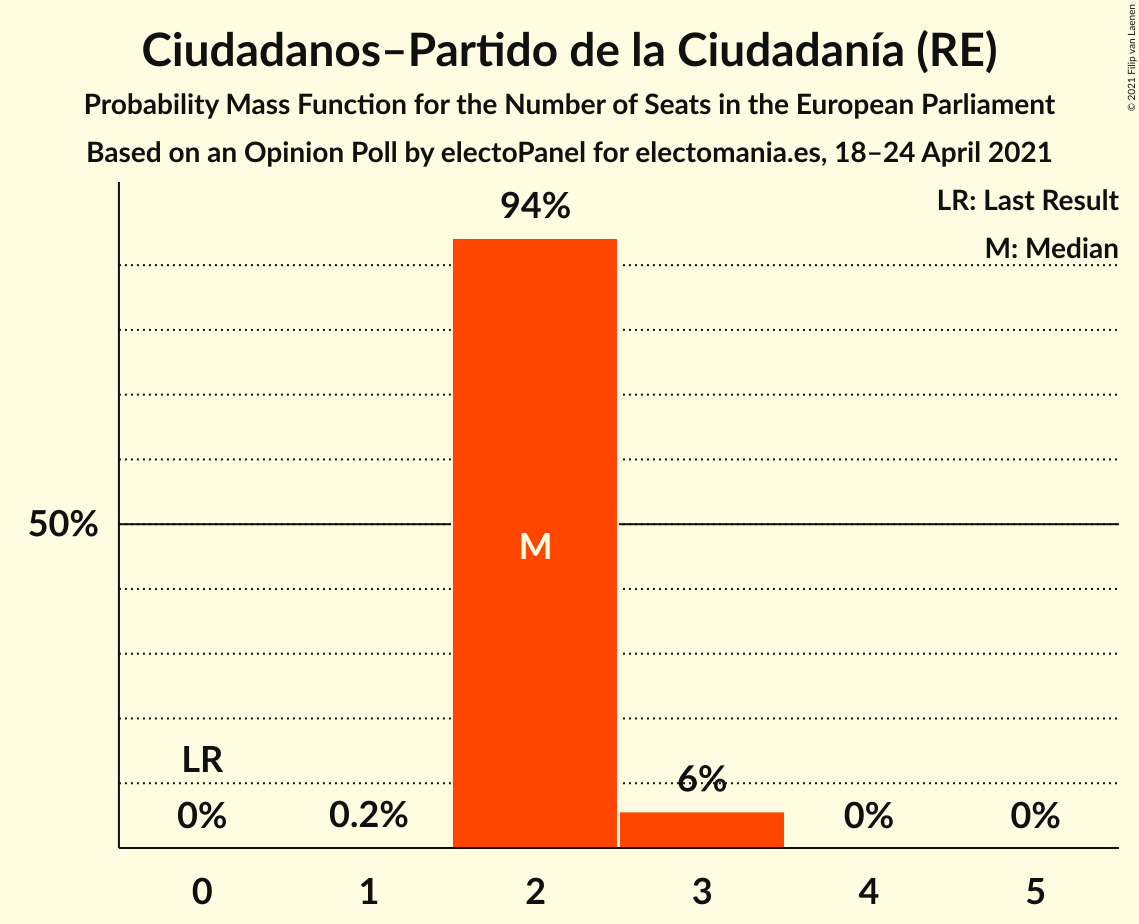 Ciudadanos–Partido de la Ciudadanía (RE)
Probability Mass Function for the Number of Seats in the European Parliament
Based on an Opinion Poll by electoPanel for electomania.es, 18–24 April 2021
© 2021 Filip van Laenen
LR: Last Result
M: Median
94%
50%
M
LR
0%
0.2%
6%
0%
0%
0 1 2 3 4 5